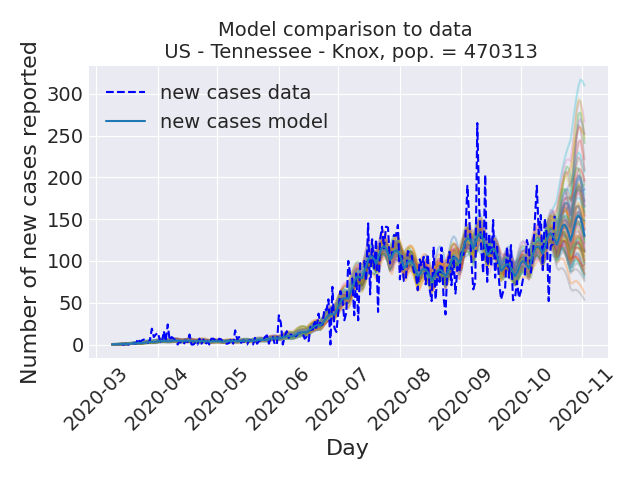 Model comparison to data
US - Tennessee - Knox, pop. = 470313
new cases data
new cases model
Number of new cases reported
300
250
200
150
100
50
0
2020-03
2020-04
2020-05
2020-06
2020-07
2020-08
2020-09
2020-10
2020-11
Day